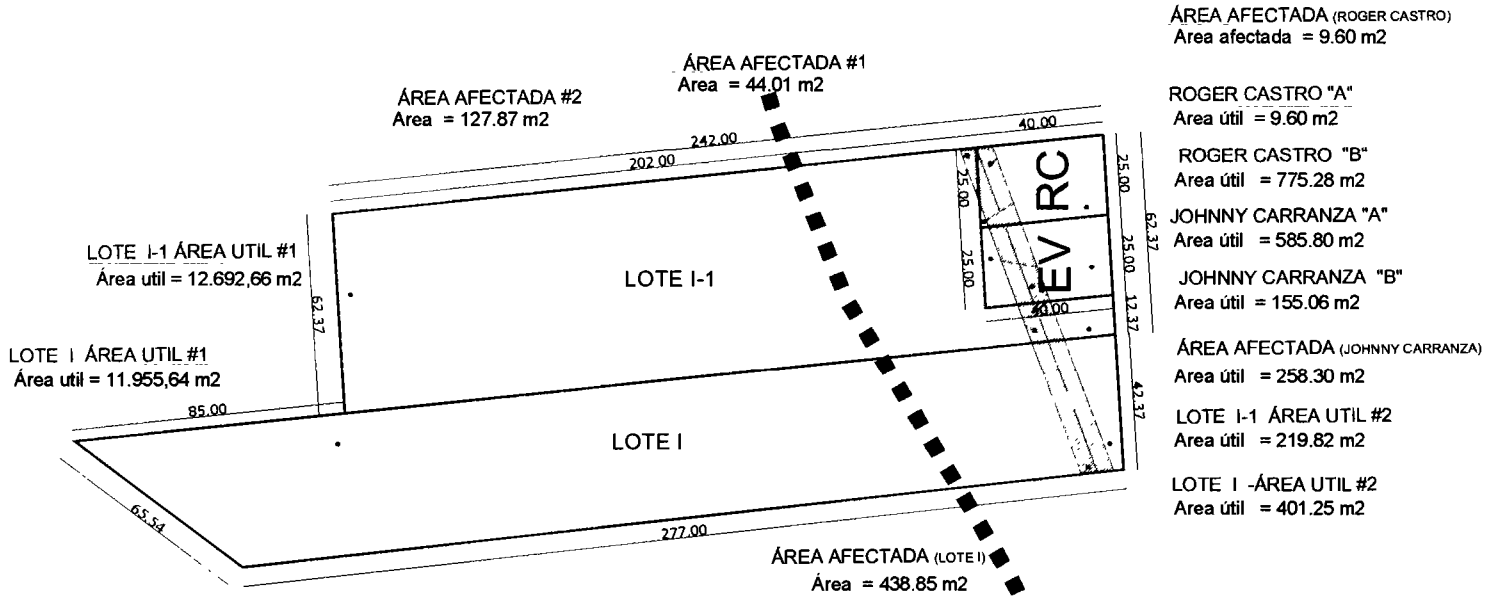 ÁREA AFECTADA (ROGER CASTRO)
Area afectada = 9.60 m2
ÁREA AFECTADA #1
Area = 44.01 m2
ÁREA AFECTADA #2
Area = 127.87 m2
ROGER CASTRO "A"
Área útil = 9.60 m2
ROGER CASTRO "B"
Área útil = 775.28 m2
JOHNNY CARRANZA "A"
Area útil = 585.80 m2
JOHNNY CARRANZA "B"
Area útil = 155.06 m2
ÁREA AFECTADA (JOHNNY CARRANZA)
Area útil = 258.30 m2
LOTE I-1 ÁREA UTIL #2
Area útil = 219.82 m2
LOTE I -ÁREA UTIL #2
Area útil = 401.25 m2
242.00
40.00
202.00
25.00
25.00
RC
62.37
LOTE I-1 ÁREA UTIL #1
Área util = 12.692,66 m2
LOTE I-1
25.00
EV
25.00
62.37
40.00
12.37
LOTE I ÁREA UTIL #1
Área util = 11.955,64 m2
85.00
42.37
LOTE I
65.54
277.00
ÁREA AFECTADA (LOTE I)
Área = 438.85 m2